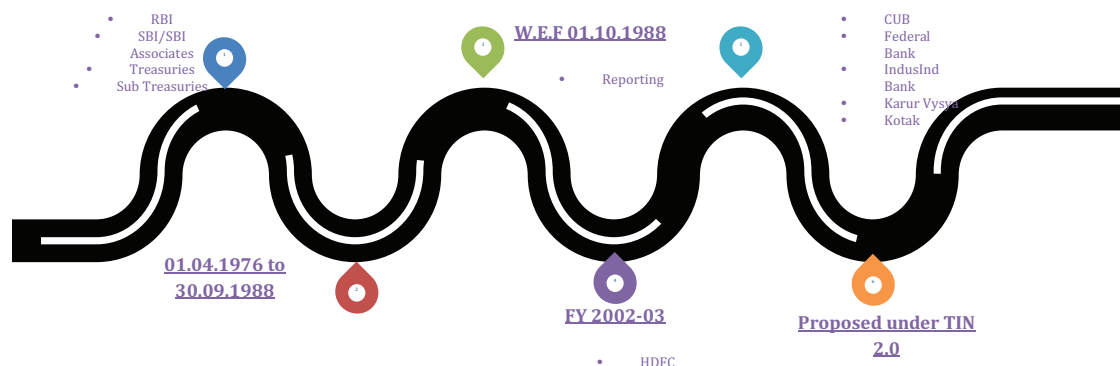 • RBI
• SBI/SBI
Associates
• Treasuries
• Sub Treasuries
01.04.1976 to
30.09.1988
W.E.F 01.10.1988
• Reporting
FY 2002-03
• HDFC
• CUB
• Federal
Bank
• IndusInd
Bank
• Karur Vysya
• Kotak
Proposed under TIN
2.0